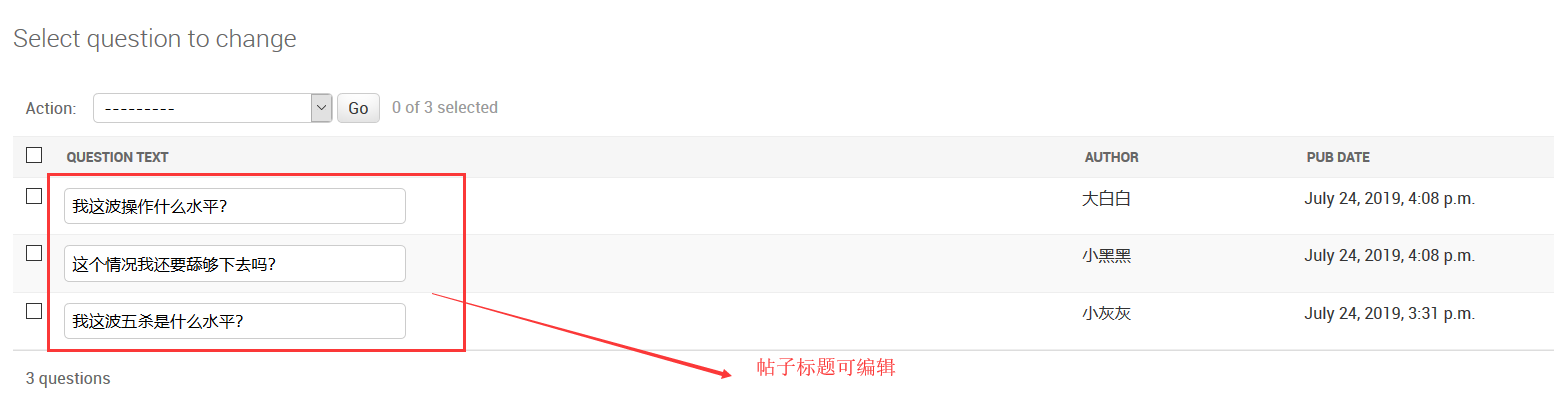 Select question to change
Action: --------- Go 0 of 3 selected
QUESTION TEXT AUTHOR PUB DATE
我这波操作什么水平? 大白白 July 24, 2019, 4:08 p.m.
这个情况我还要舔够下去吗? 小黑黑 July 24, 2019, 4:08 p.m.
我这波五杀是什么水平? 小灰灰 July 24, 2019, 3:31 p.m.
帖子标题可编辑
3 questions